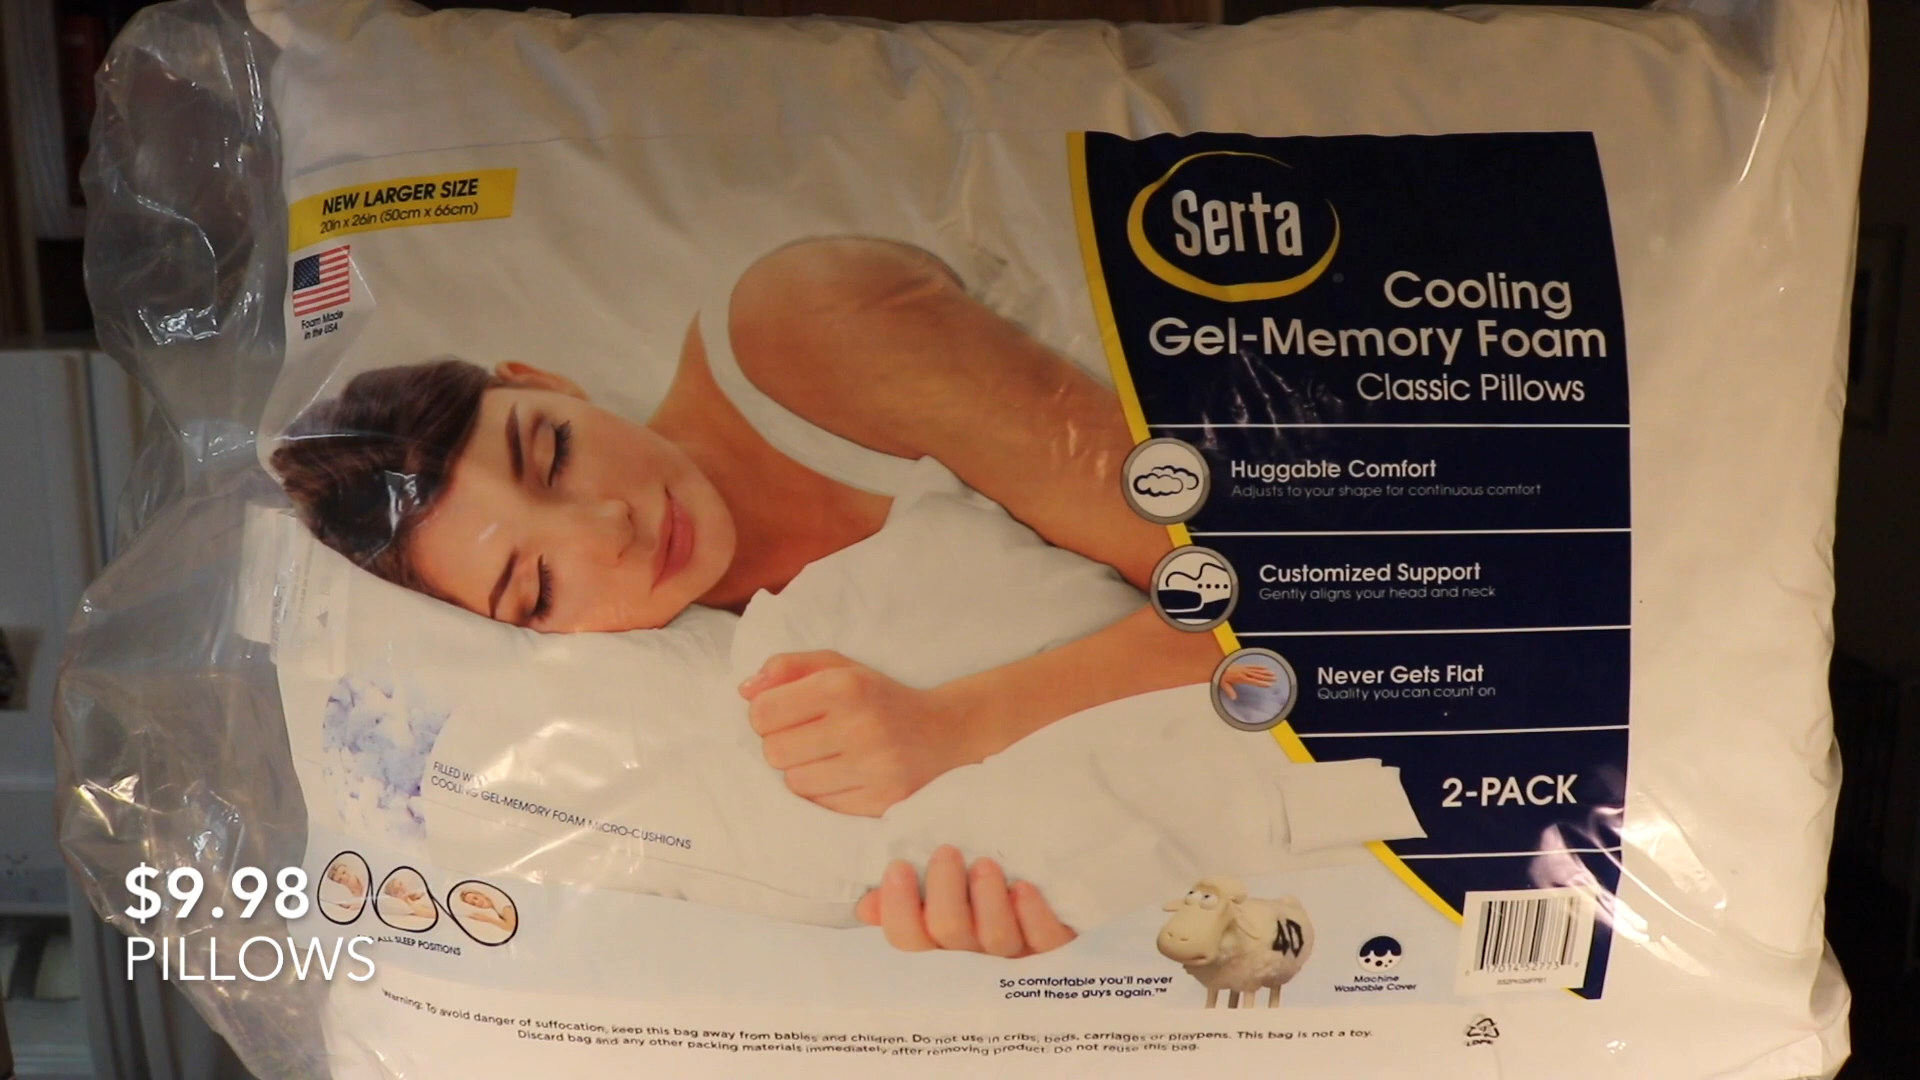 NEW LARGER SIZE
20in x 26in (50cm x 66cm)
Foam Made
in the USA
Serta
Cooling
Gel-Memory Foam
Classic Pillows
Huggable Comfort
Adjusts to your shape for continuous comfort
Customized Support
Gently aligns your head and neck
Never Gets Flat
Quality you can count on
2-PACK
FILLED
COOLING GEL-MEMORY FOAM MICRO-CUSHIONS
ALL SLEEP POSITIONS
$9.98
PILLOWS
40
So comfortable you'll never
count these guys again.™
Machine
Washable Cover
Warning: To avoid danger of suffocation, keep this bag away from babies and children. Do not use in cribs, beds, carriages or playpens. This bag is not a toy.
Discard bag and any other packing materials immediately after removing product. Do not reuse this bag.
LDPE